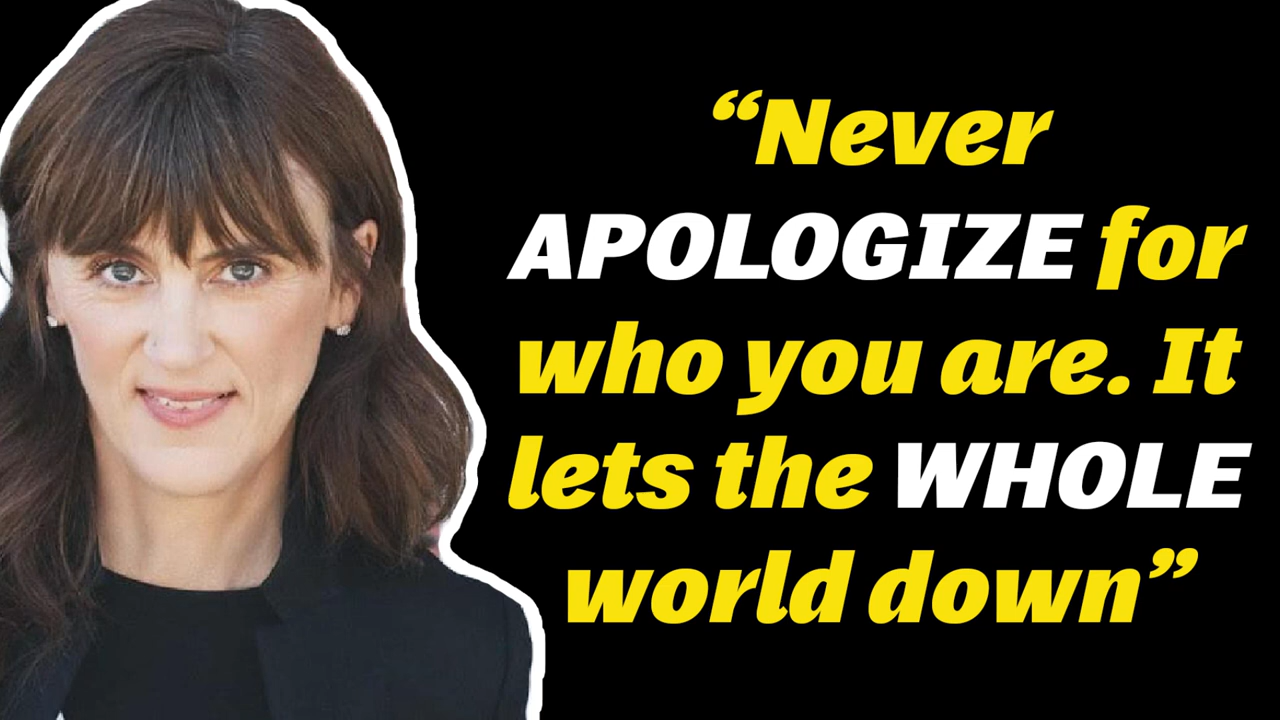 “Never
APOLOGIZE for
who you are. It
lets the WHOLE
world down”